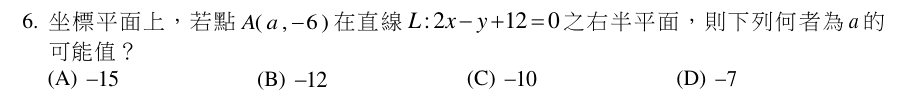 6. 坐標平面上，若點 A( a , −6 ) 在直線 L : 2x − y +12 = 0 之右半平面，則下列何者為 a 的
可能值？
(A) −15 (B) −12 (C) −10 (D) −7